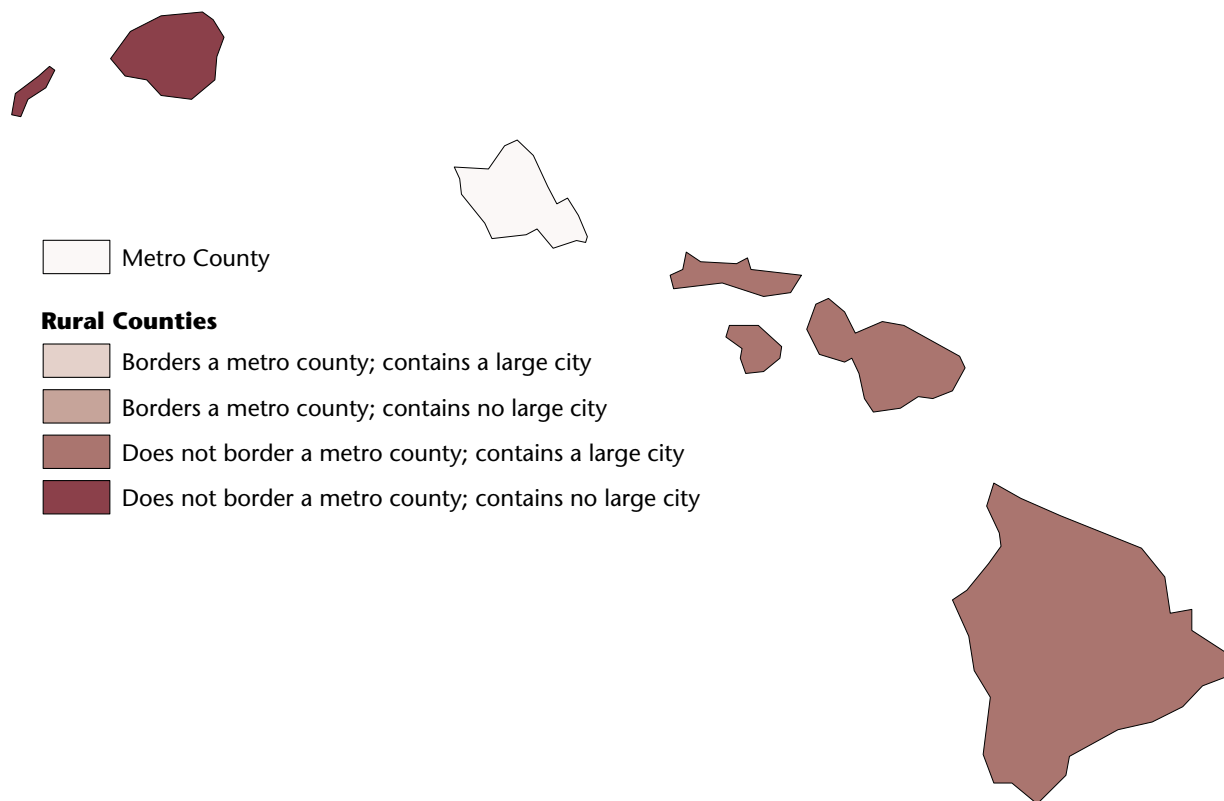 Metro County
Rural Counties
Borders a metro county; contains a large city
Borders a metro county; contains no large city
Does not border a metro county; contains a large city
Does not border a metro county; contains no large city